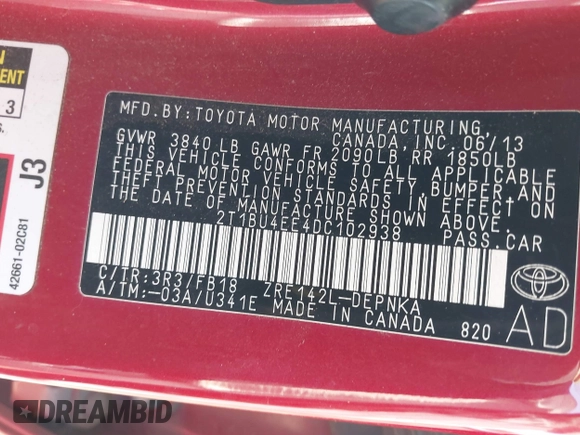 MENT
3
S.
J3
42661-02C81
MFD. BY: TOYOTA MOTOR MANUFACTURING,
CANADA, INC. 06/13
GVWR 3840 LB GAWR FR 2090LB RR 1850LB
THIS VEHICLE CONFORMS TO ALL APPLICABLE
FEDERAL MOTOR VEHICLE SAFETY, BUMPER AND
THEFT PREVENTION STANDARDS IN EFFECT ON
THE DATE OF MANUFACTURE SHOWN ABOVE.
2T1BU4EE4DC102938 PASS. CAR
C/TR: 3R3/FB18 ZRE142L-DEPNKA
A/TM: -03A/U341E MADE IN CANADA 820
AD
DREAMBID